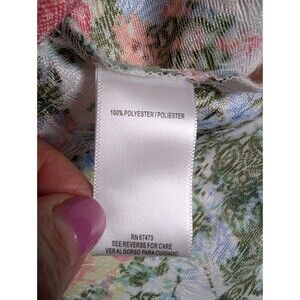 100% POLYESTER / POLIESTER
RN 67473
SEE REVERSE FOR CARE
VER AL DORSO PARA CUIDADO